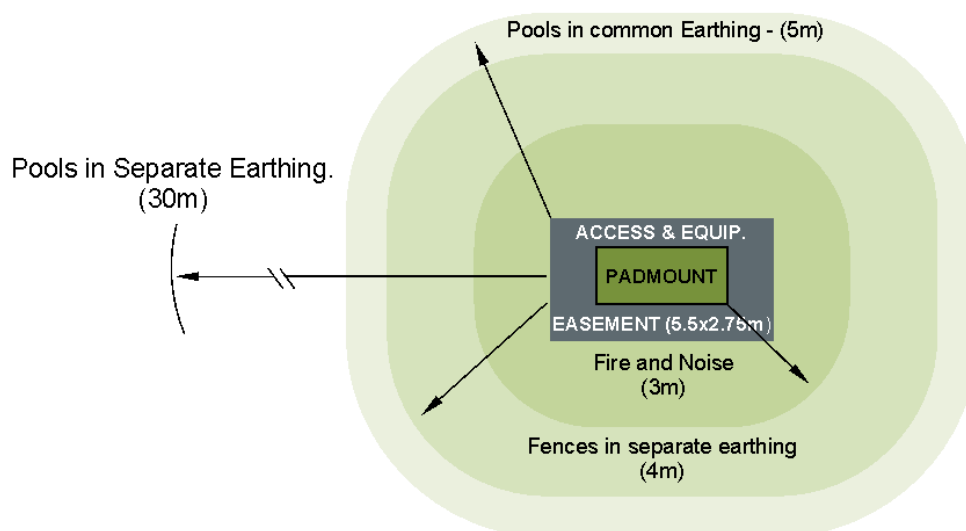 Pools in common Earthing - (5m)
Pools in Separate Earthing.
(30m)
ACCESS & EQUIP.
PADMOUNT
EASEMENT (5.5x2.75m)
Fire and Noise
(3m)
Fences in separate earthing
(4m)